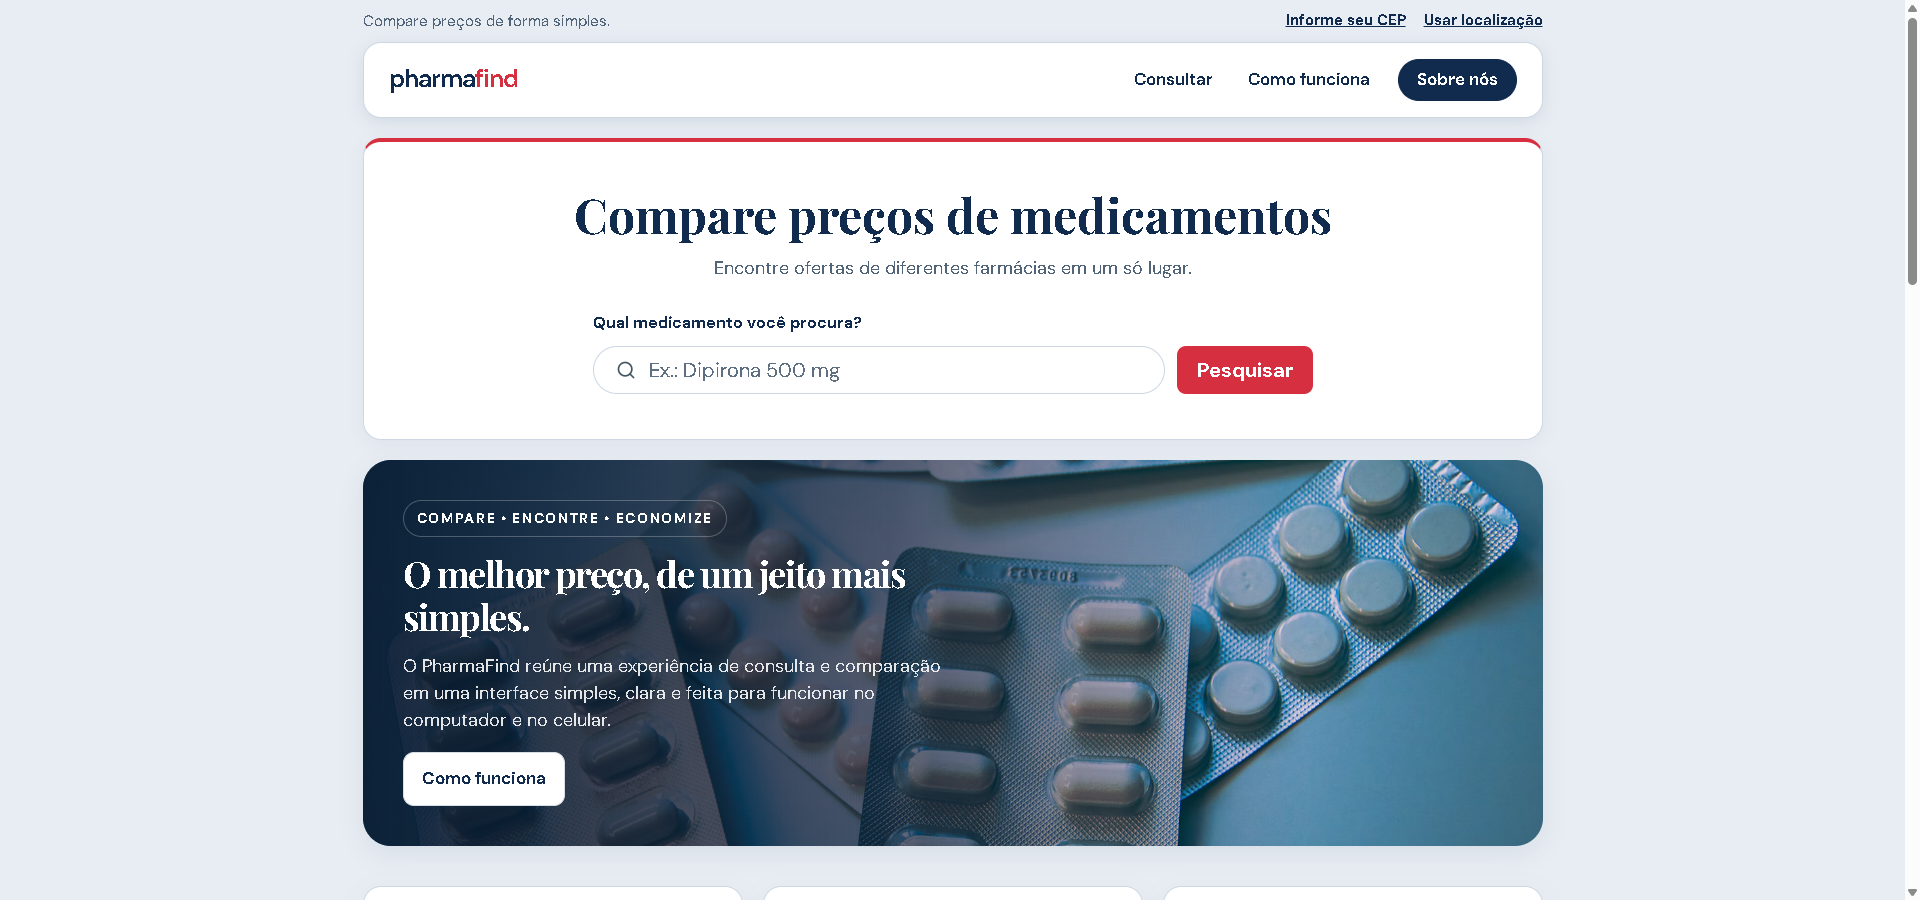 Compare preços de forma simples.
Informe seu CEP
Usar localização
pharmafind
Consultar
Como funciona
Sobre nós
Compare preços de medicamentos
Encontre ofertas de diferentes farmácias em um só lugar.
Qual medicamento você procura?
Ex.: Dipirona 500 mg
Pesquisar
COMPARE • ENCONTRE • ECONOMIZE
O melhor preço, de um jeito mais
simples.
O PharmaFind reúne uma experiência de consulta e comparação
em uma interface simples, clara e feita para funcionar no
computador e no celular.
Como funciona